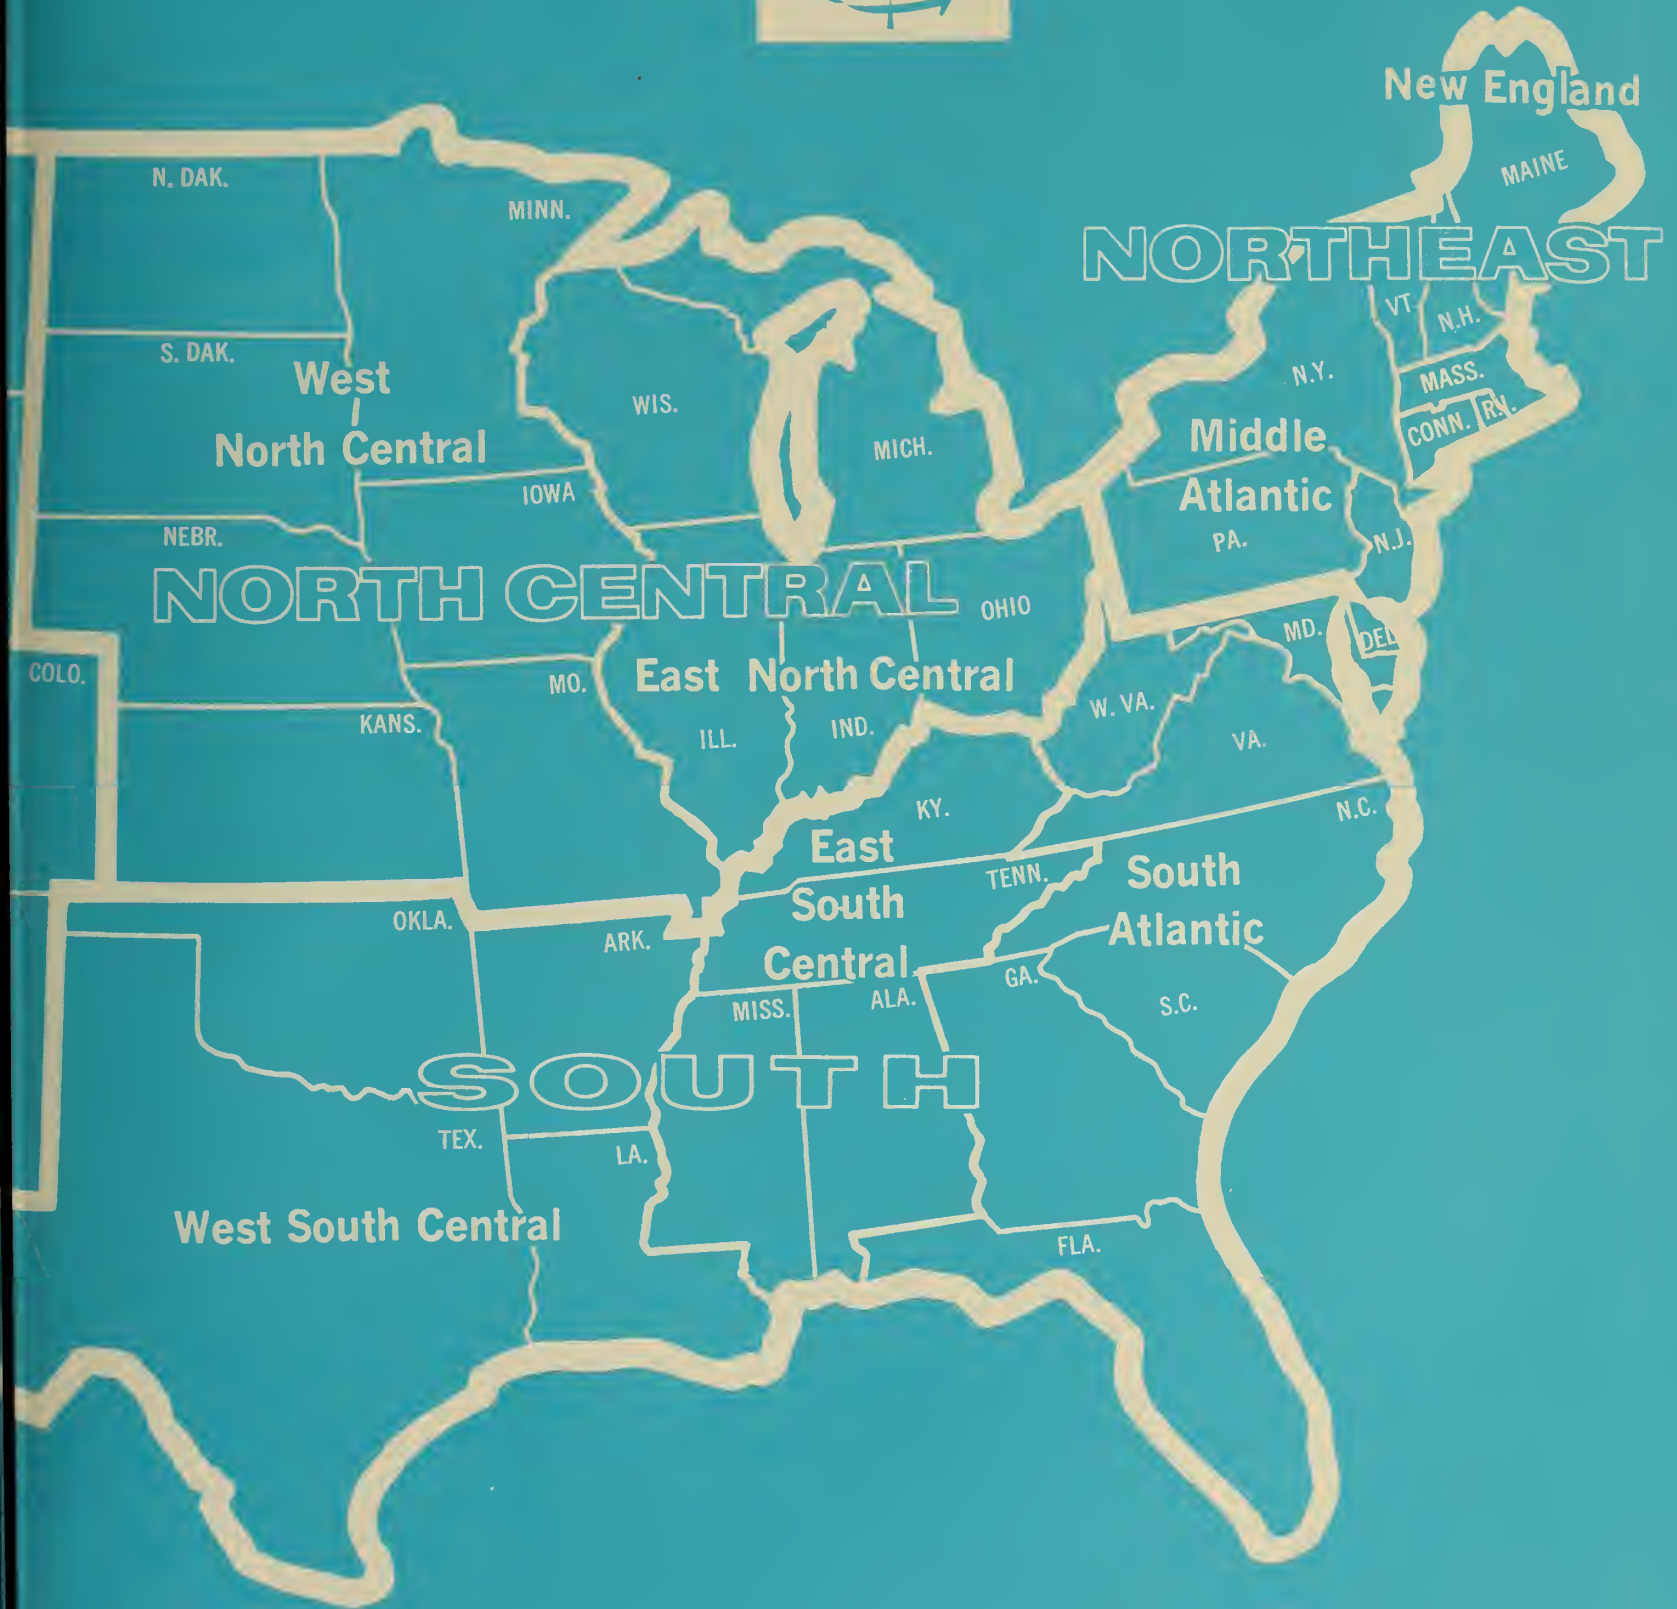 New England
MAINE
N. DAK.
MINN.
NORTHEAST
VT.
N.H.
S. DAK.
West
North Central
WIS.
MICH.
N.Y.
MASS.
CONN.
R.I.
Middle
Atlantic
IOWA
NEBR.
PA.
N.J.
NORTH CENTRAL
OHIO
MD.
DEL.
COLO.
MO.
East North Central
KANS.
ILL.
IND.
W. VA.
VA.
KY.
N.C.
East
South
Central
TENN.
South
Atlantic
OKLA.
ARK.
MISS.
ALA.
GA.
S.C.
SOUTH
TEX.
LA.
West South Central
FLA.